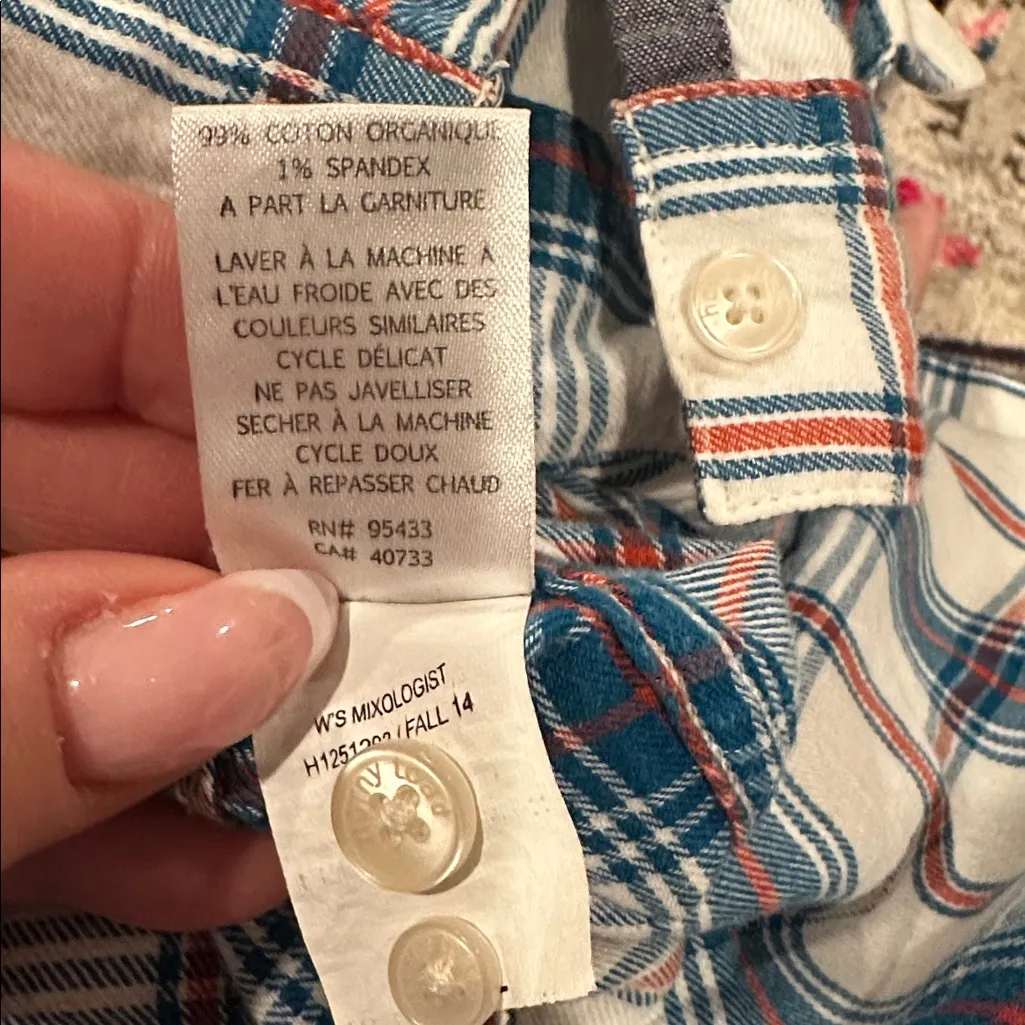 99% COTON ORGANIQUE
1% SPANDEX
A PART LA GARNITURE
LAVER À LA MACHINE A
L'EAU FROIDE AVEC DES
COULEURS SIMILAIRES
CYCLE DÉLICAT
NE PAS JAVELLISER
SECHER À LA MACHINE
CYCLE DOUX
FER À REPASSER CHAUD
RN# 95433
CA# 40733
W'S MIXOLOGIST
/ FALL 14
toad